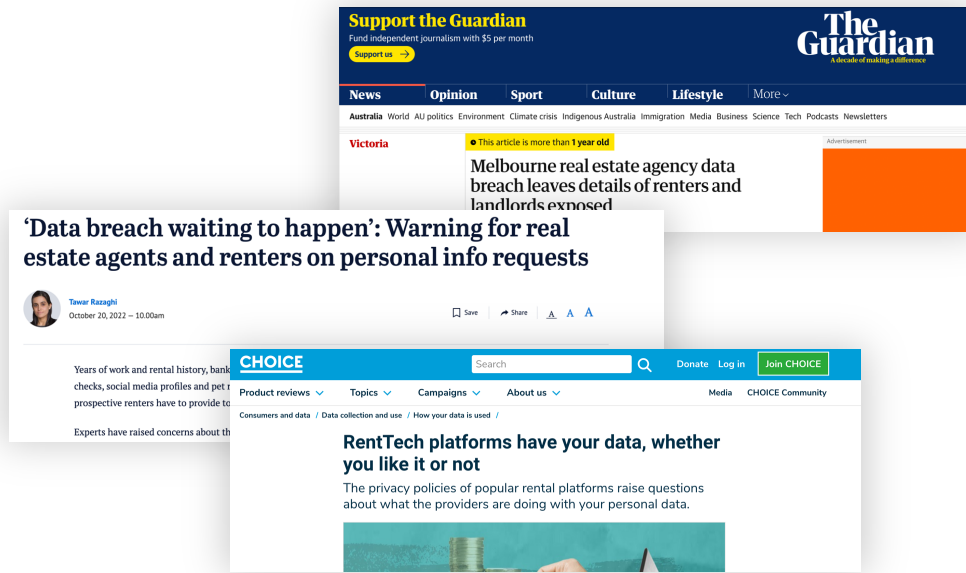 Support the Guardian
Fund independent journalism with $5 per month
Support us
The
Guardian
A decade of making a difference
News Opinion Sport Culture Lifestyle More
Australia World AU politics Environment Climate crisis Indigenous Australia Immigration Media Business Science Tech Podcasts Newsletters
Victoria
This article is more than 1 year old
Advertisement
Melbourne real estate agency data
breach leaves details of renters and
landlords exposed
‘Data breach waiting to happen’: Warning for real
estate agents and renters on personal info requests
Tawar Razaghi
October 20, 2022 — 10.00am
Save Share A A A
Years of work and rental history, bank
checks, social media profiles and pet
prospective renters have to provide to
Experts have raised concerns about
CHOICE
Search
Donate Log in Join CHOICE
Product reviews Topics Campaigns About us Media CHOICE Community
Consumers and data / Data collection and use / How your data is used /
RentTech platforms have your data, whether
you like it or not
The privacy policies of popular rental platforms raise questions
about what the providers are doing with your personal data.